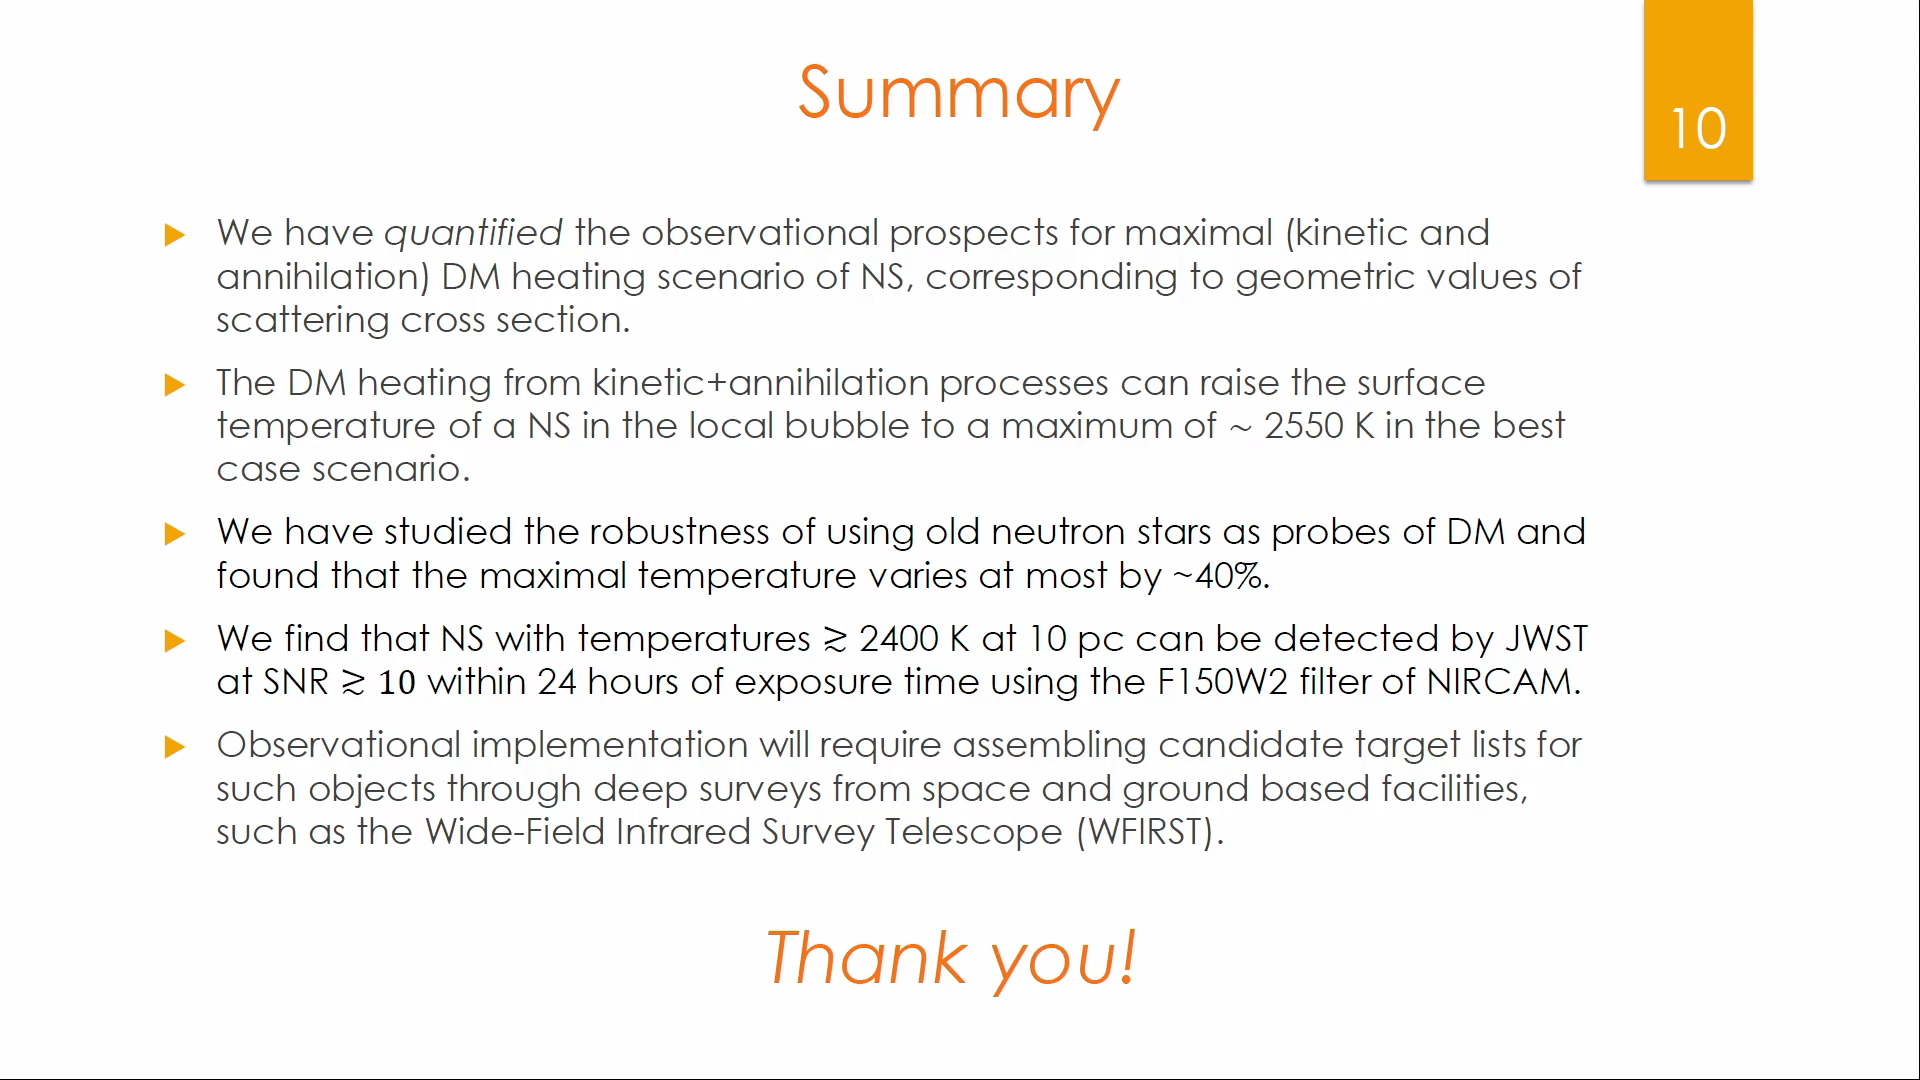 Summary
10
We have quantified the observational prospects for maximal (kinetic and
annihilation) DM heating scenario of NS, corresponding to geometric values of
scattering cross section.
The DM heating from kinetic+annihilation processes can raise the surface
temperature of a NS in the local bubble to a maximum of ~ 2550 K in the best
case scenario.
We have studied the robustness of using old neutron stars as probes of DM and
found that the maximal temperature varies at most by ~40%.
We find that NS with temperatures ≳ 2400 K at 10 pc can be detected by JWST
at SNR ≳ 10 within 24 hours of exposure time using the F150W2 filter of NIRCAM.
Observational implementation will require assembling candidate target lists for
such objects through deep surveys from space and ground based facilities,
such as the Wide-Field Infrared Survey Telescope (WFIRST).
Thank you!